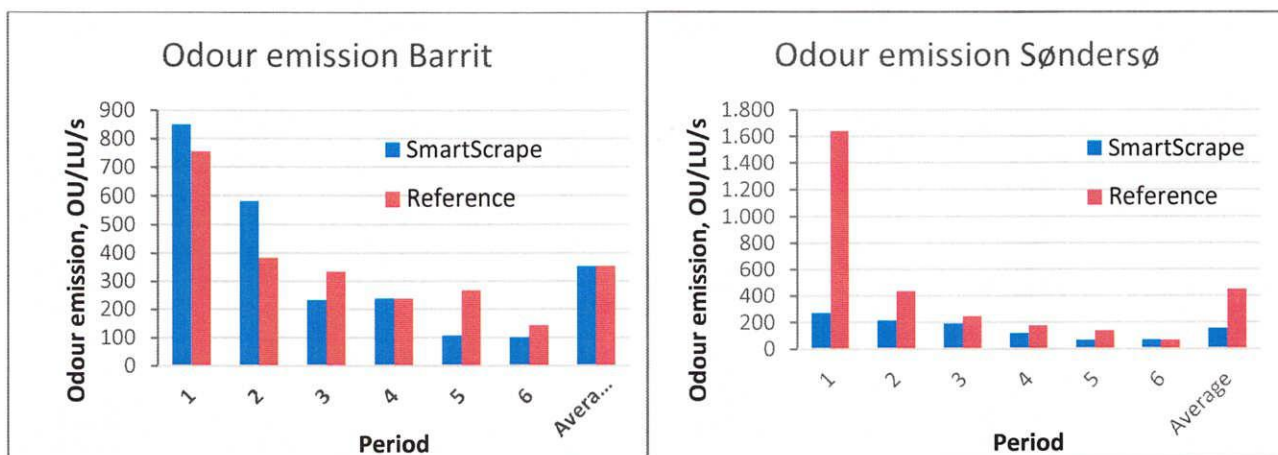 Odour emission Barrit
Odour emission, OU/LU/s
900
800
700
600
500
400
300
200
100
0
SmartScrape
Reference
1
2
3
4
5
6
Avera...
Period
Odour emission Søndersø
Odour emission, OU/LU/s
1.800
1.600
1.400
1.200
1.000
800
600
400
200
0
SmartScrape
Reference
1
2
3
4
5
6
Average
Period